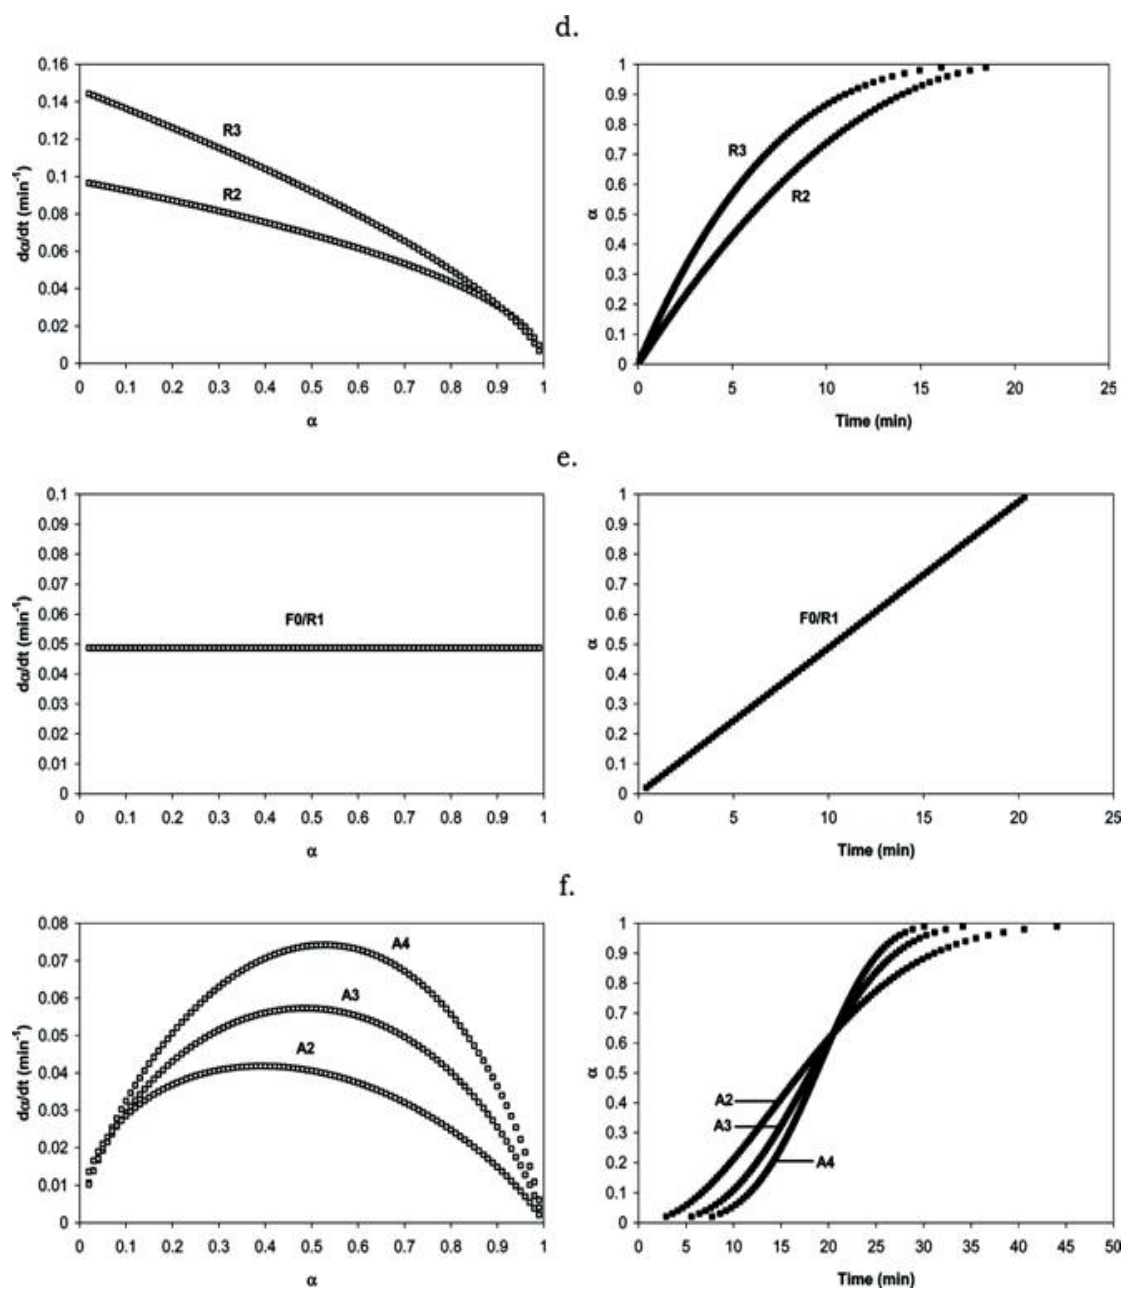 d.
0.16
0.14
0.12
0.1
0.08
0.06
0.04
0.02
0
dα/dt (min⁻¹)
R3
R2
0 0.1 0.2 0.3 0.4 0.5 0.6 0.7 0.8 0.9 1
α
1
0.9
0.8
0.7
0.6
0.5
0.4
0.3
0.2
0.1
0
α
R3
R2
0 5 10 15 20 25
Time (min)
e.
0.1
0.09
0.08
0.07
0.06
0.05
0.04
0.03
0.02
0.01
0
dα/dt (min⁻¹)
F0/R1
0 0.1 0.2 0.3 0.4 0.5 0.6 0.7 0.8 0.9 1
α
1
0.9
0.8
0.7
0.6
0.5
0.4
0.3
0.2
0.1
0
α
F0/R1
0 5 10 15 20 25
Time (min)
f.
0.08
0.07
0.06
0.05
0.04
0.03
0.02
0.01
0
dα/dt (min⁻¹)
A4
A3
A2
0 0.1 0.2 0.3 0.4 0.5 0.6 0.7 0.8 0.9 1
α
1
0.9
0.8
0.7
0.6
0.5
0.4
0.3
0.2
0.1
0
α
A2
A3
A4
0 5 10 15 20 25 30 35 40 45 50
Time (min)